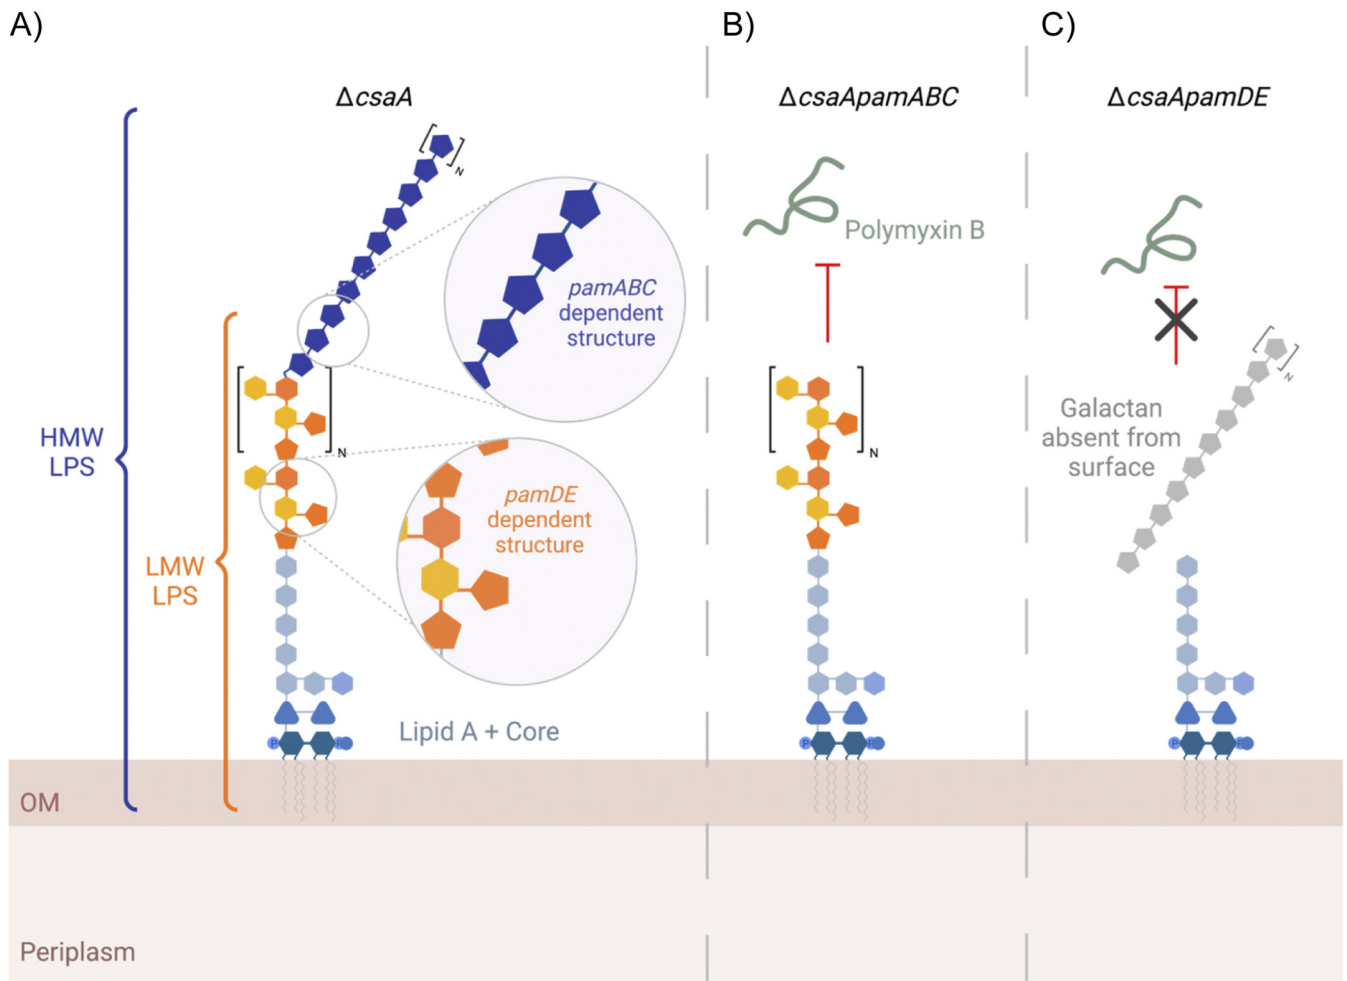 A)
B)
C)
ΔcsaA
ΔcsaApamABC
ΔcsaApamDE
N
pamABC
dependent
structure
HMW
LPS
LMW
LPS
N
pamDE
dependent
structure
Lipid A + Core
P
P
Polymyxin B
N
P
P
Galactan
absent from
surface
N
P
P
OM
Periplasm